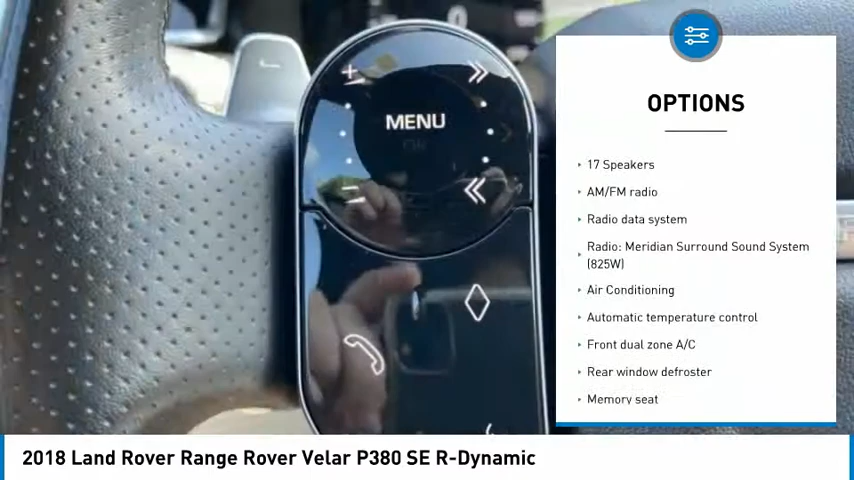 +
MENU
OPTIONS
17 Speakers
AM/FM radio
Radio data system
Radio: Meridian Surround Sound System
(825W)
Air Conditioning
Automatic temperature control
Front dual zone A/C
Rear window defroster
Memory seat
2018 Land Rover Range Rover Velar P380 SE R-Dynamic